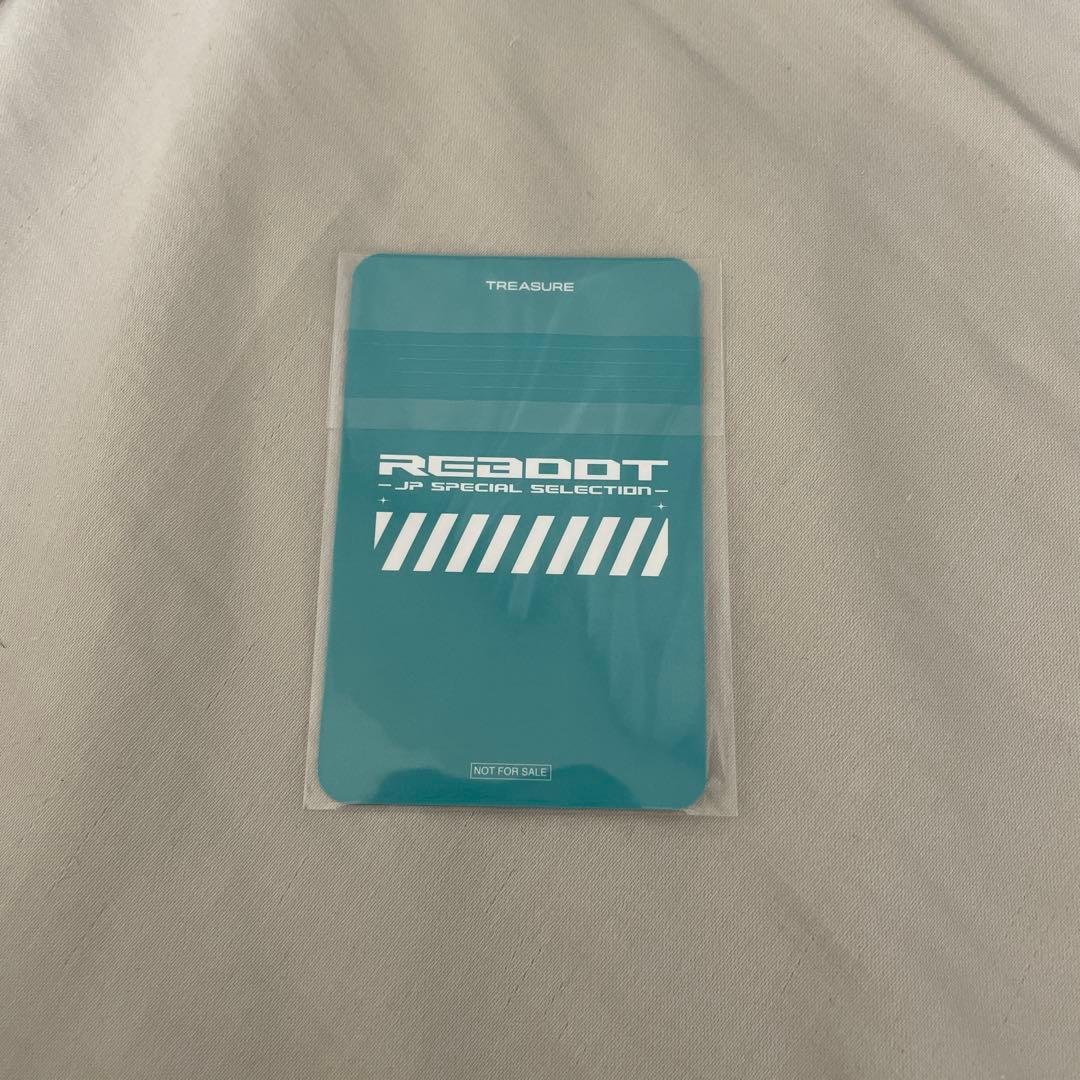 TREASURE
REBOOT
- JP SPECIAL SELECTION -
NOT FOR SALE